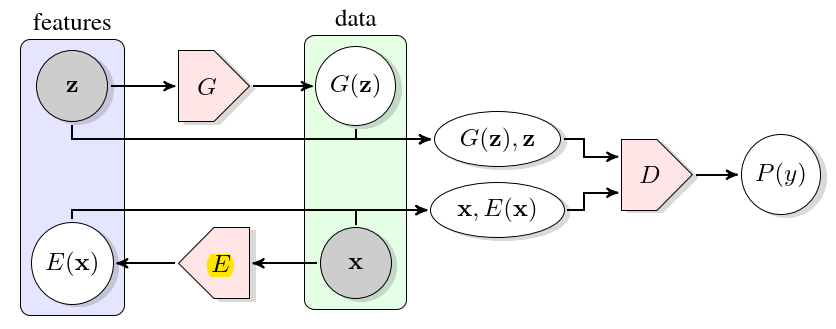 features
data
z
G
G(z)
G(z), z
D
P(y)
x, E(x)
E(x)
E
x